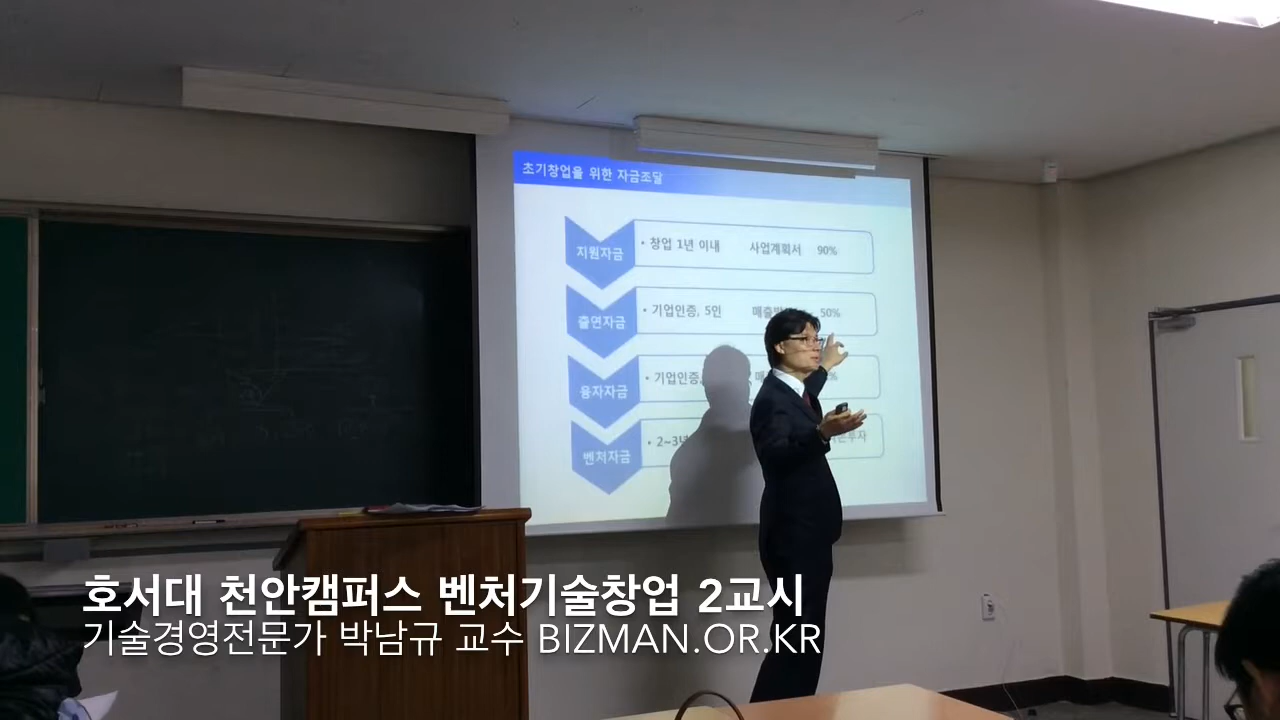 초기창업을 위한 자금조달
지원자금 • 창업 1년 이내 사업계획서 90%
출연자금 • 기업인증, 5인 50%
융자자금 • 기업인증,
벤처자금 • 2~3년
호서대 천안캠퍼스 벤처기술창업 2교시
기술경영전문가 박남규 교수 BIZMAN.OR.KR